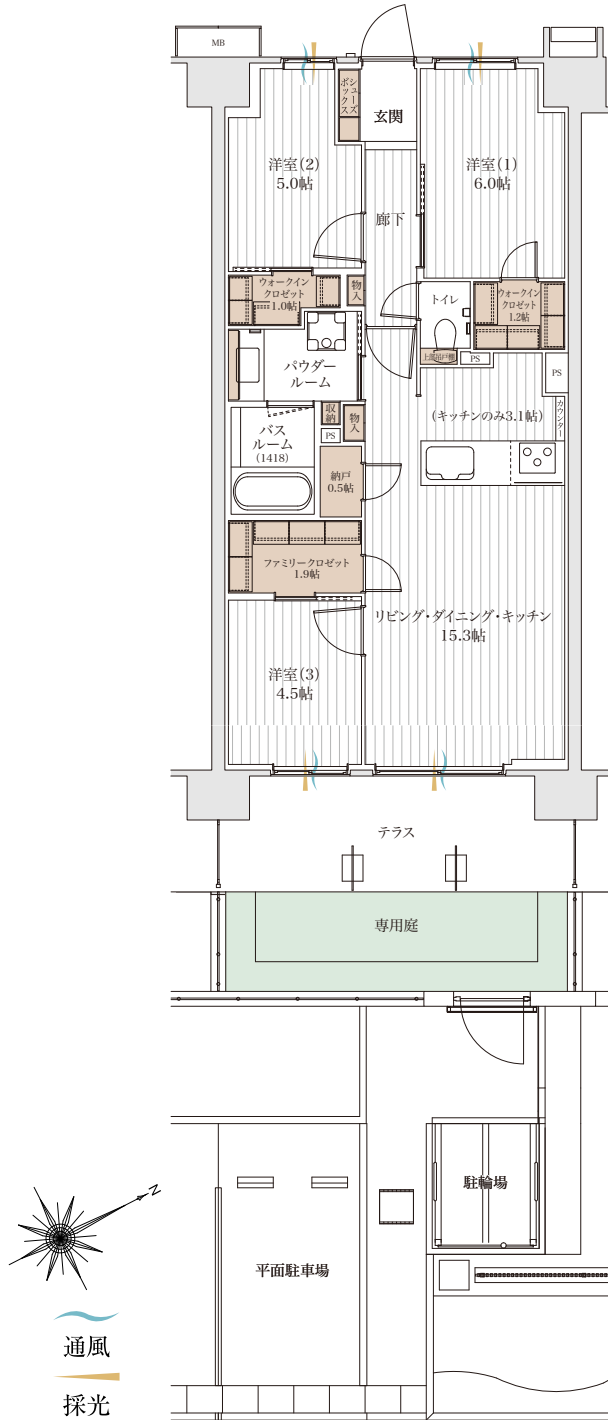 MB
シューズ
ボックス
玄関
洋室(2)
5.0帖
洋室(1)
6.0帖
廊下
ウォークイン
クロゼット
1.0帖
物入
トイレ
ウォークイン
クロゼット
1.2帖
上部吊戸棚
PS
PS
パウダー
ルーム
カウンター
(キッチンのみ3.1帖)
収納
物入
PS
バス
ルーム
(1418)
納戸
0.5帖
ファミリークロゼット
1.9帖
リビング・ダイニング・キッチン
15.3帖
洋室(3)
4.5帖
テラス
専用庭
駐輪場
平面駐車場
N
通風
採光